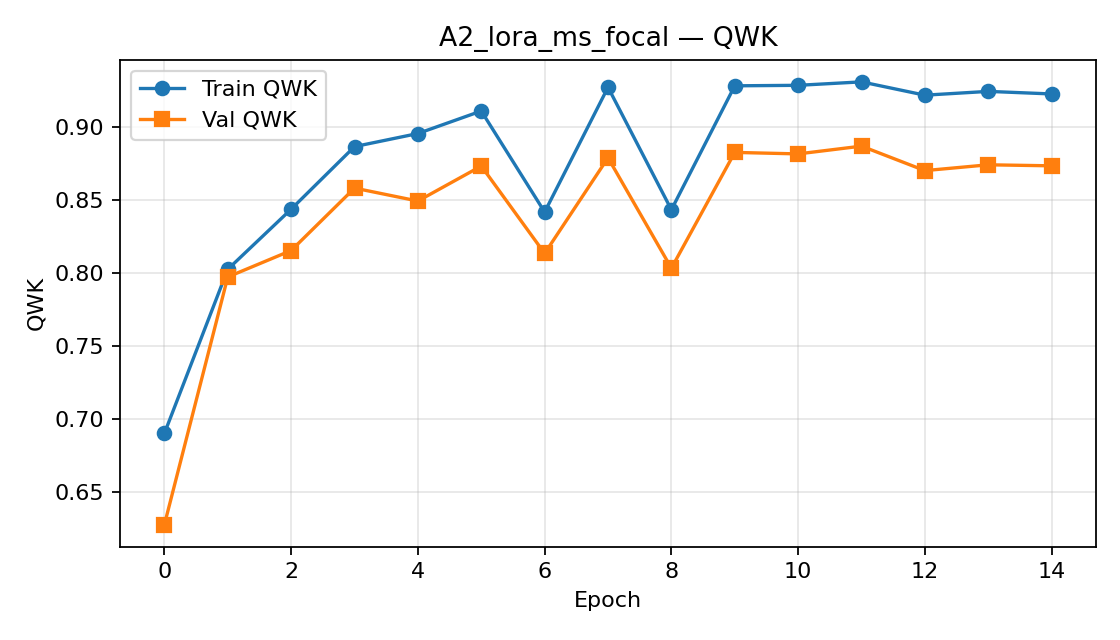 A2_lora_ms_focal — QWK
Train QWK
Val QWK
0.90
0.85
0.80
0.75
0.70
0.65
QWK
0 2 4 6 8 10 12 14
Epoch